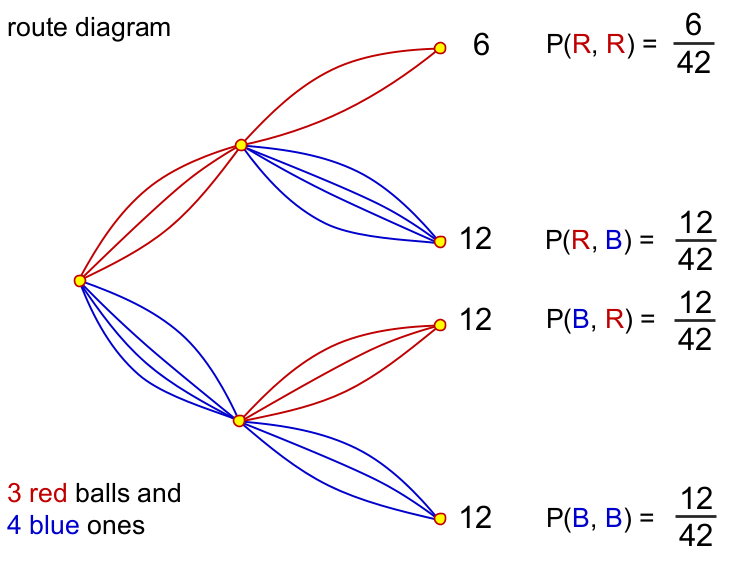 route diagram
6 P(R, R) = 6/42
12 P(R, B) = 12/42
12 P(B, R) = 12/42
3 red balls and
4 blue ones
12 P(B, B) = 12/42